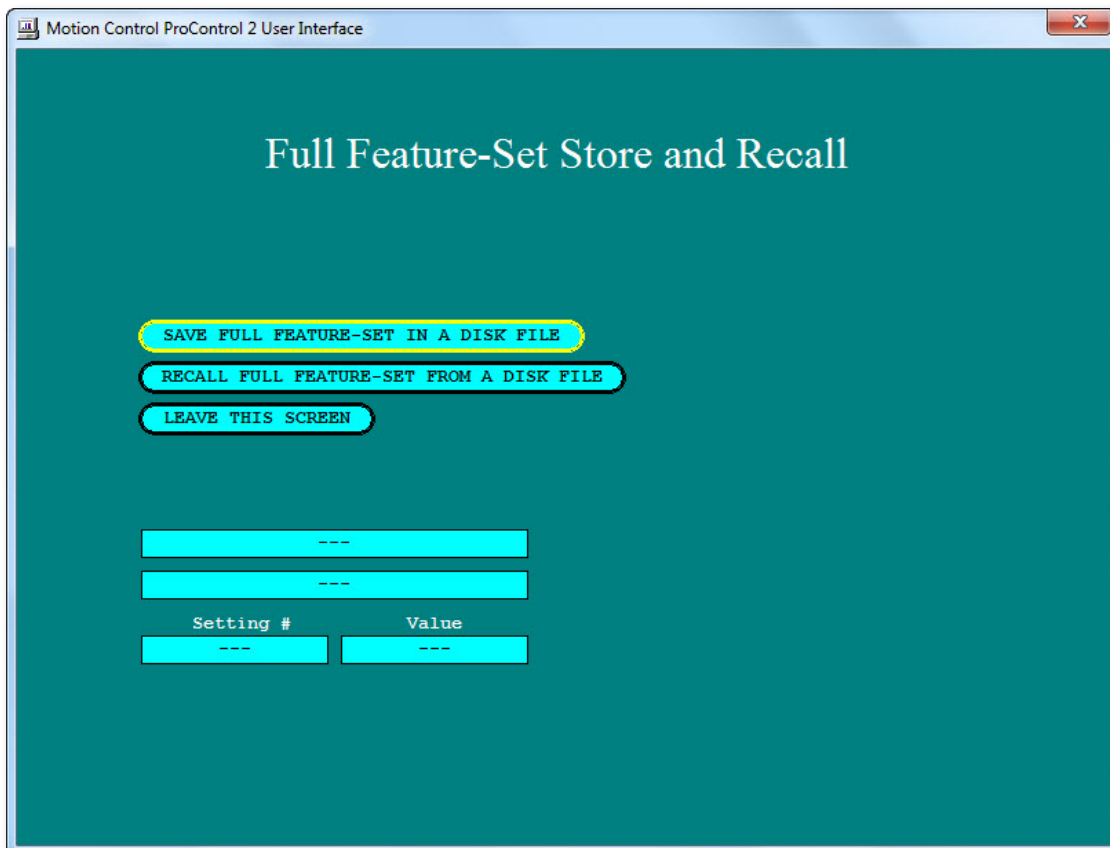 Motion Control ProControl 2 User Interface
Full Feature-Set Store and Recall
SAVE FULL FEATURE-SET IN A DISK FILE
RECALL FULL FEATURE-SET FROM A DISK FILE
LEAVE THIS SCREEN
---
---
Setting # Value
--- ---